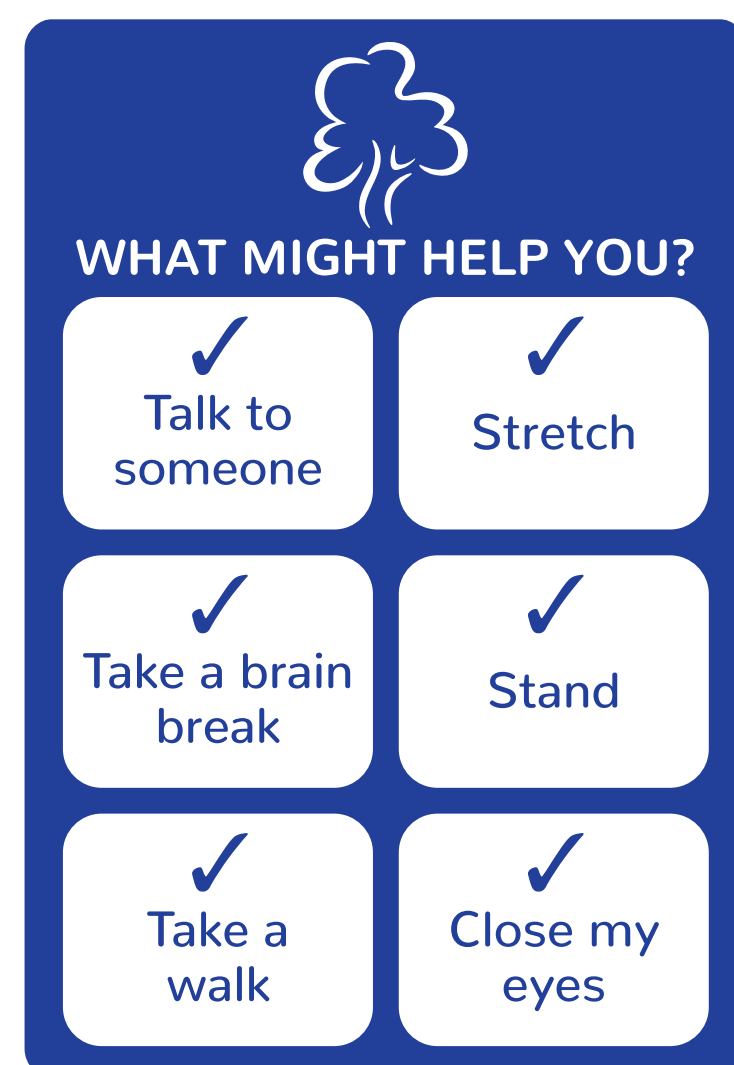 WHAT MIGHT HELP YOU?
✓
Talk to
someone
✓
Stretch
✓
Take a brain
break
✓
Stand
✓
Take a
walk
✓
Close my
eyes